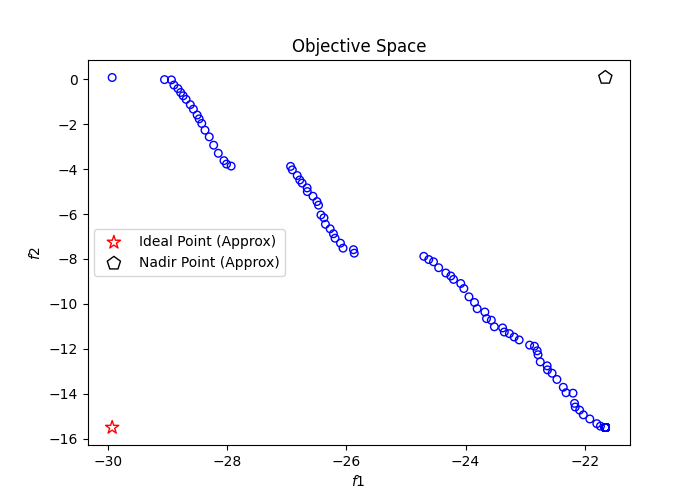 Objective Space
0
−2
−4
−6
−8
−10
−12
−14
−16
f2
Ideal Point (Approx)
Nadir Point (Approx)
−30
−28
−26
−24
−22
f1